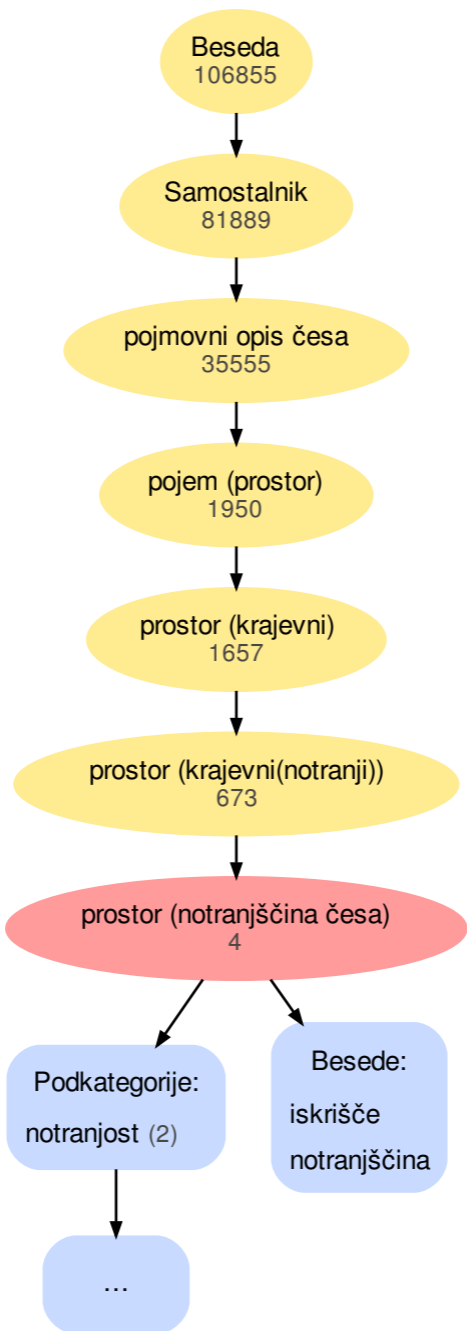 Beseda
106855
Samostalnik
81889
pojmovni opis česa
35555
pojem (prostor)
1950
prostor (krajevni)
1657
prostor (krajevni(notranji))
673
prostor (notranjščina česa)
4
Podkategorije:
notranjost (2)
Besede:
iskrišče
notranjščina
...